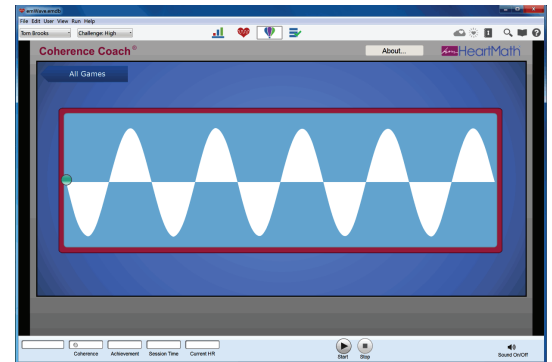 emWave.emdb
File Edit User View Run Help
Tom Brooks Challenge: High
Coherence Coach®
About...
HeartMath
All Games
Coherence Achievement Session Time Current HR
Start Stop
Sound On/Off